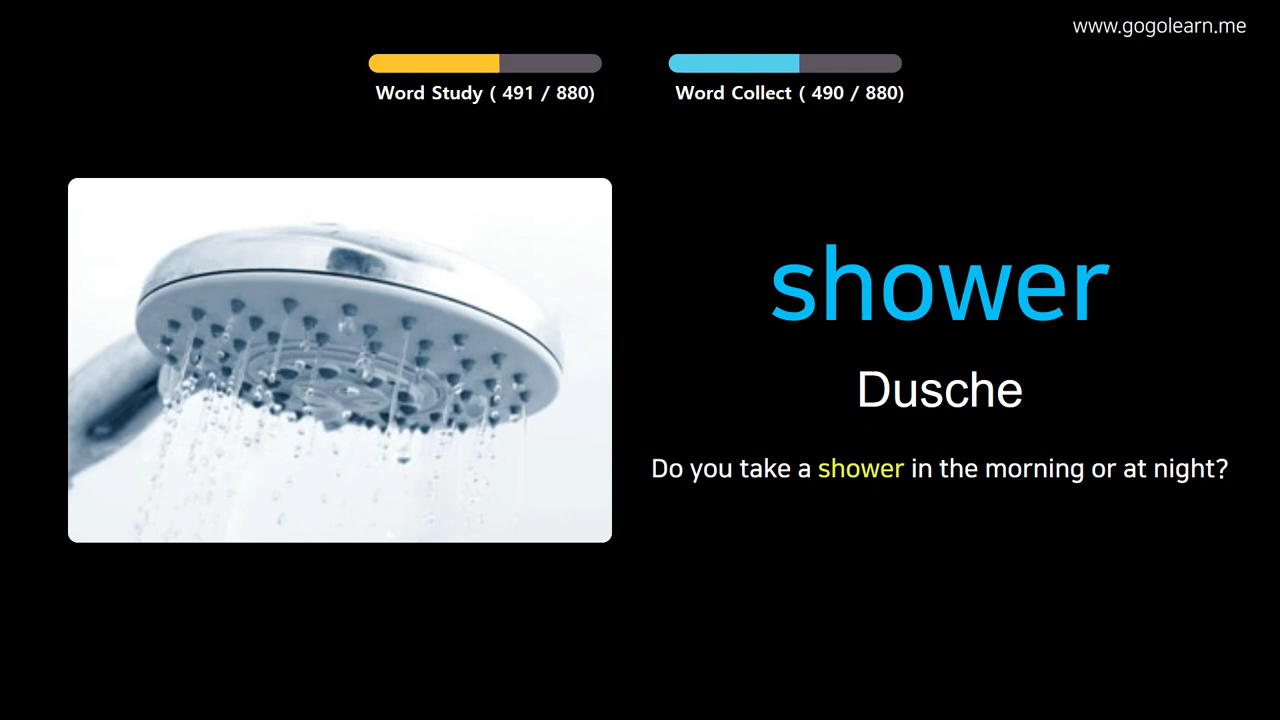 www.gogolearn.me
Word Study ( 491 / 880)
Word Collect ( 490 / 880)
shower
Dusche
Do you take a shower in the morning or at night?